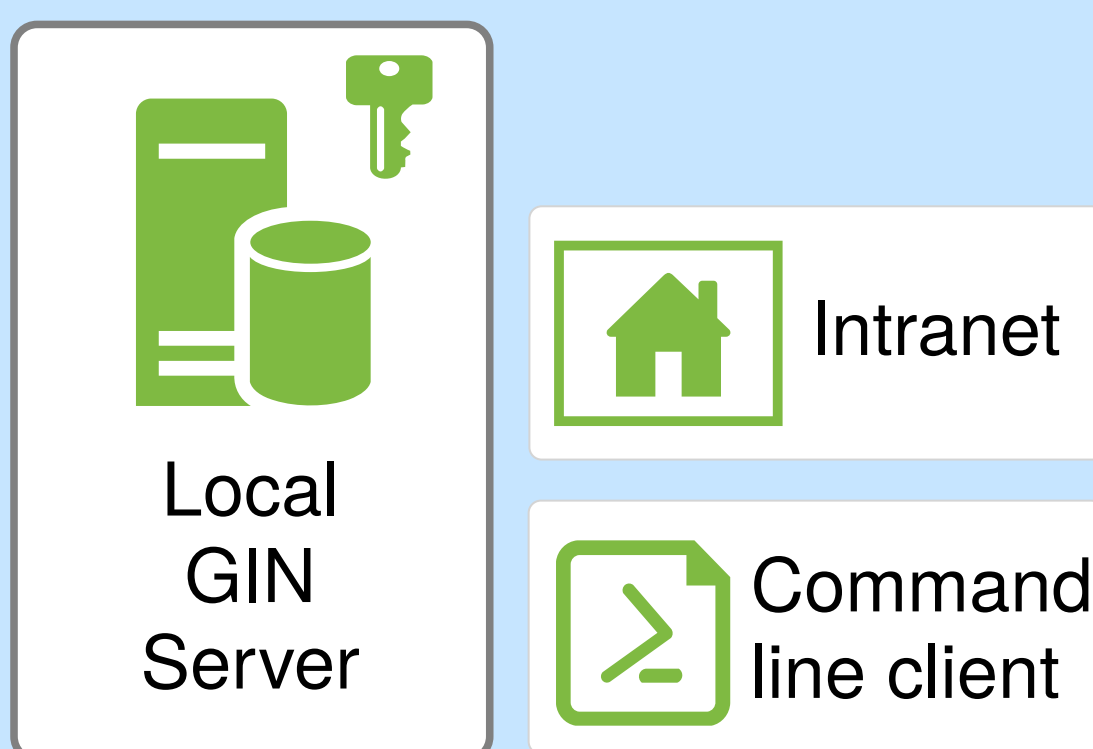 Local
GIN
Server
Intranet
Command
line client